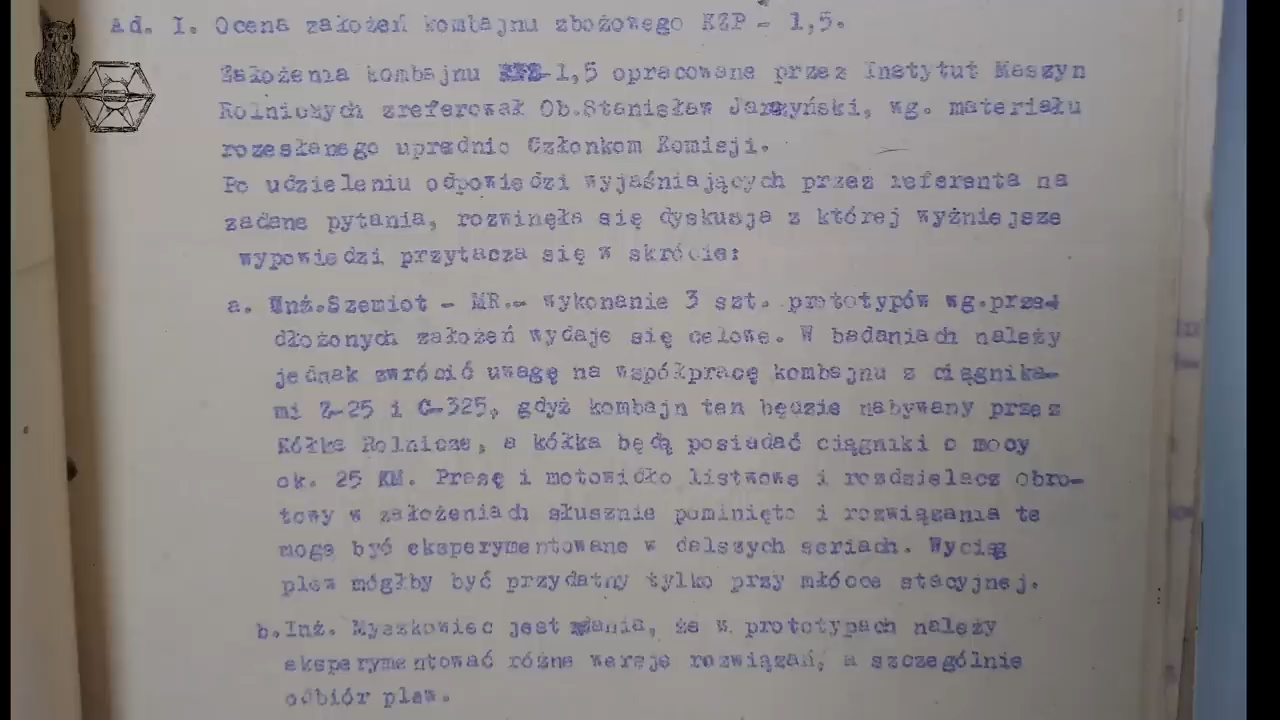 Ad. I. Ocena założeń kombajnu zbożowego KZP - 1,5.
Założenia kombajnu 1,5 opracowane przez Instytut Maszyn
Rolniczych zreferował Ob.Stanisław wg. materiału
rozesłanego uprednio Członkom Komisji.
Po udzieleniu odpowiedzi wyjaśniających przez referenta na
zadane pytania, rozwinęła się dyskusja z której wyżniejsze
wypowiedzi przytacza się w skrócie:
a. Inż.Szemiot - MR.- wykonanie 3 szt. prototypów wg.przed
dłożonych założeń wydaje się celowe. W badaniach należy
jednak zwrócić uwagę na współpracę kombajnu z ciągnika-
mi Z-25 i C-325, gdyż kombajn ten będzie nabywany przez
Kółka Rolnicze, a kółka będą posiadać ciągniki o mocy
ok. 25 KM. Prasę i motowidło listwowe i rozdzielacz obro-
towy w założeniach słusznie pominięto i rozwiązania te
mogą być eksperymentowane w dalszych seriach. Wyciąg
plew mógłby być przydatny tylko przy młócce stacyjnej.
b. Inż. Myszkowiec jest zdania, że w prototypach należy
eksperymentować różne wersje rozwiązań, a szczególnie
odbiór plew.